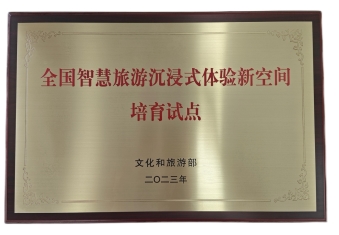 全国智慧旅游沉浸式体验新空间
培育试点
文化和旅游部
二〇二三年